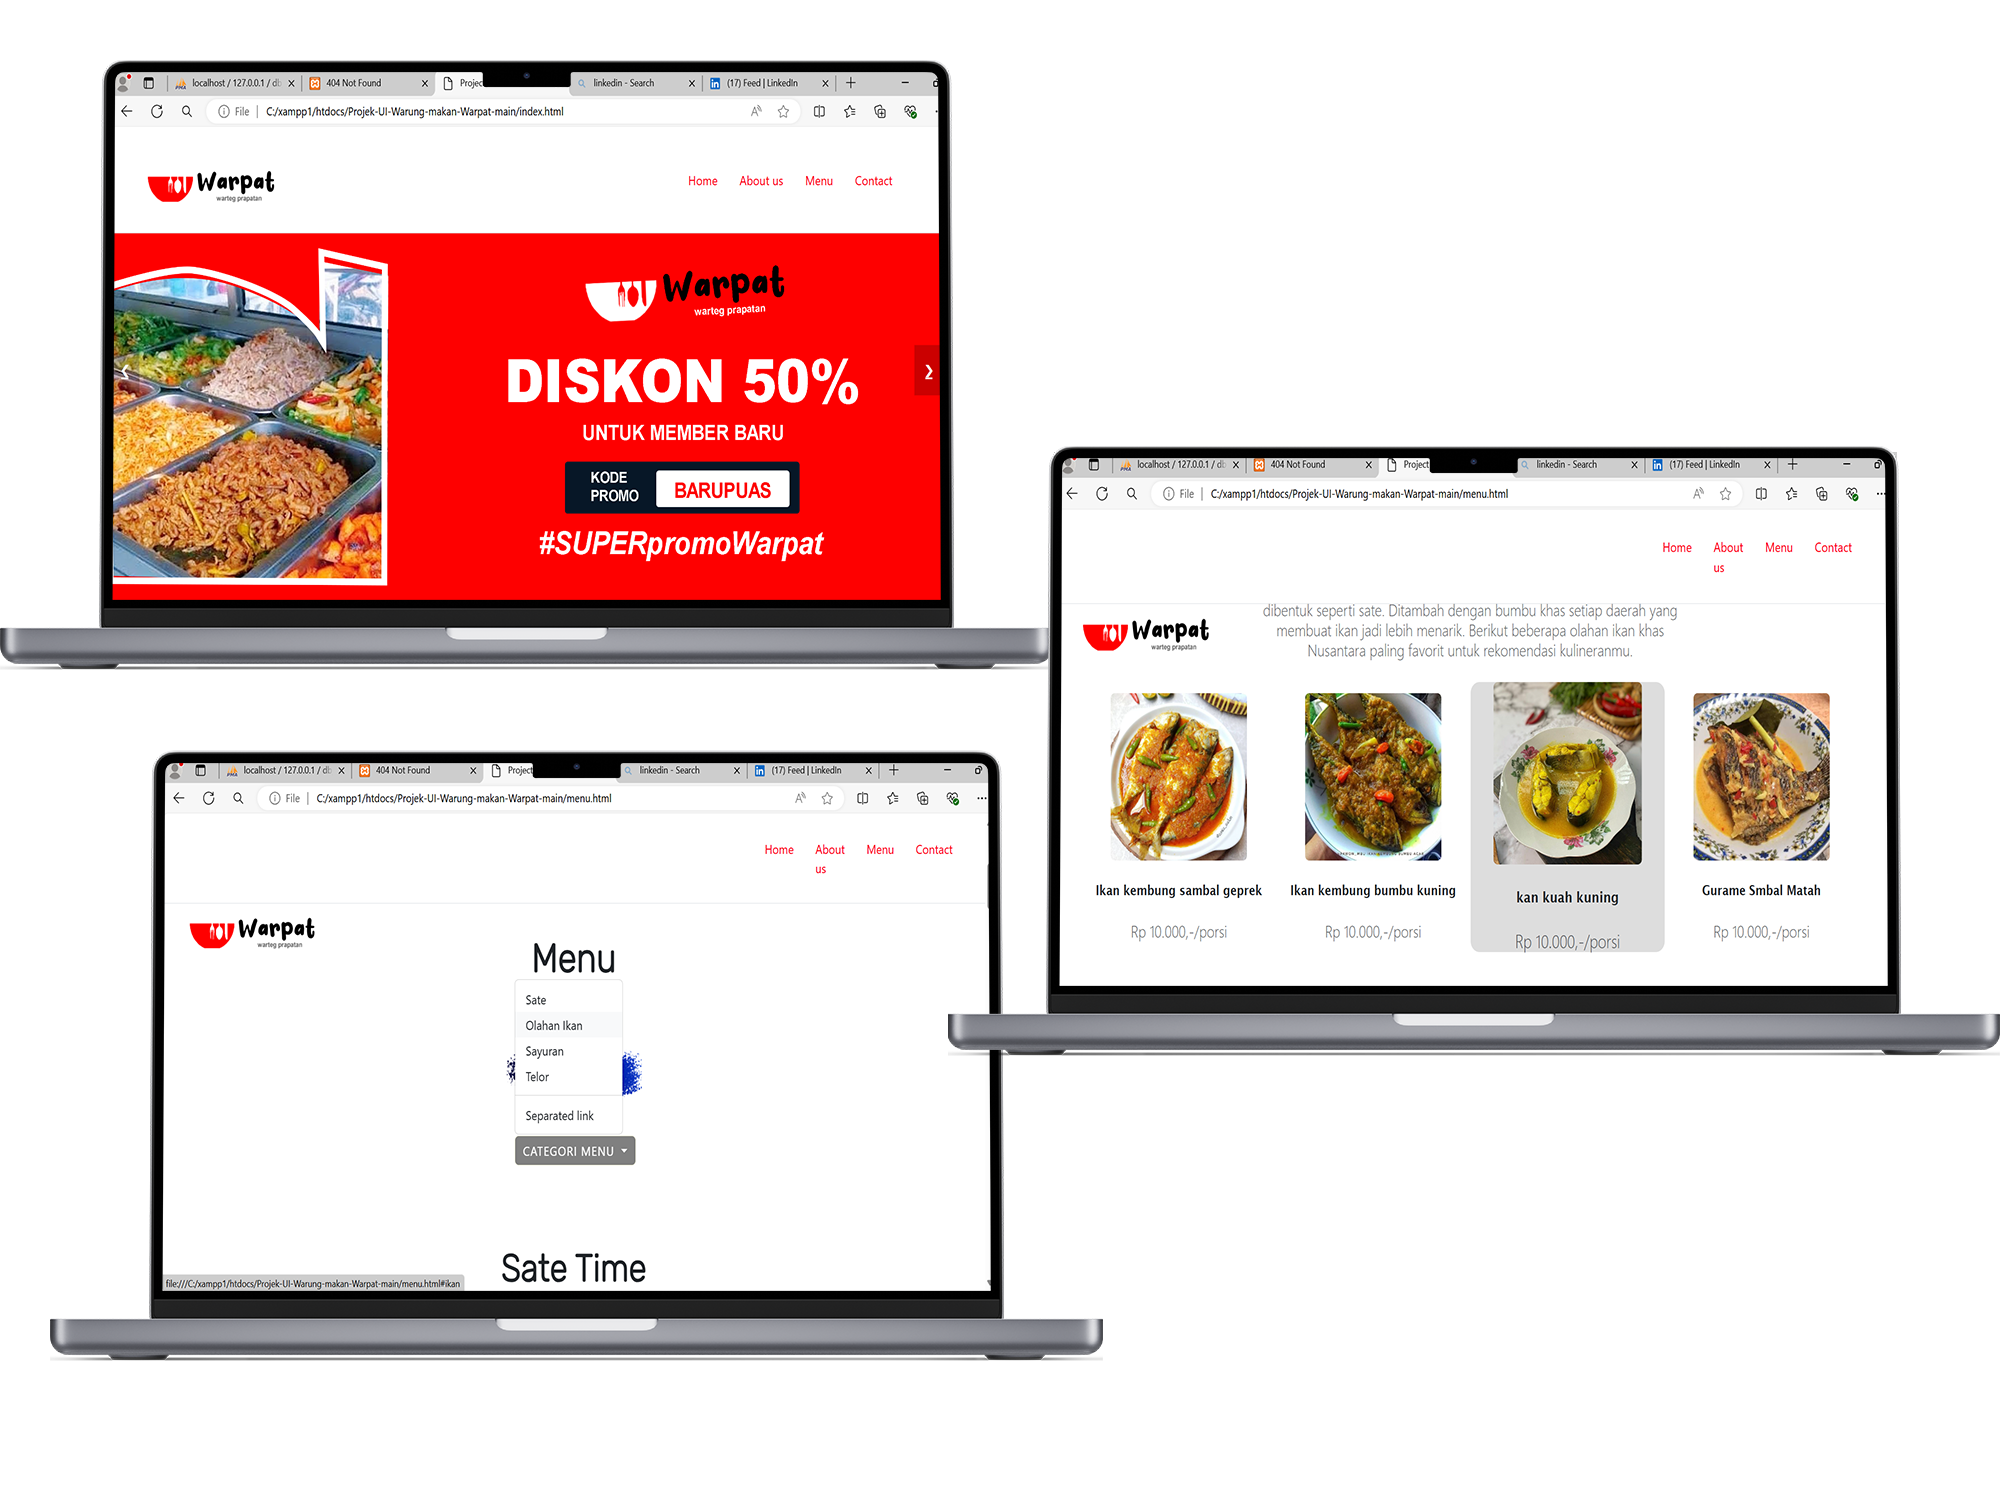 localhost / 127.0.0.1 / db
404 Not Found
Projec
linkedin - Search
(17) Feed | LinkedIn
File
C:/xampp1/htdocs/Projek-UI-Warung-makan-Warpat-main/index.html
Warpat
warteg prapatan
Home
About us
Menu
Contact
Warpat
warteg prapatan
DISKON 50%
UNTUK MEMBER BARU
KODE
PROMO
BARUPUAS
#SUPERpromoWarpat
localhost / 127.0.0.1 / db
404 Not Found
Project
linkedin - Search
(17) Feed | LinkedIn
File
C:/xampp1/htdocs/Projek-UI-Warung-makan-Warpat-main/menu.html
Home
About
us
Menu
Contact
dibentuk seperti sate. Ditambah dengan bumbu khas setiap daerah yang
membuat ikan jadi lebih menarik. Berikut beberapa olahan ikan khas
Nusantara paling favorit untuk rekomendasi kulineranmu.
Warpat
warteg prapatan
Ikan kembung sambal geprek
Rp 10.000,-/porsi
Ikan kembung bumbu kuning
Rp 10.000,-/porsi
kan kuah kuning
Rp 10.000,-/porsi
Gurame Smbal Matah
Rp 10.000,-/porsi
localhost / 127.0.0.1 / db
404 Not Found
Project
linkedin - Search
(17) Feed | LinkedIn
File
C:/xampp1/htdocs/Projek-UI-Warung-makan-Warpat-main/menu.html
Home
About
us
Menu
Contact
Warpat
warteg prapatan
Menu
Sate
Olahan Ikan
Sayuran
Telor
Separated link
CATEGORI MENU
Sate Time
file:///C:/xampp1/htdocs/Projek-UI-Warung-makan-Warpat-main/menu.html#ikan